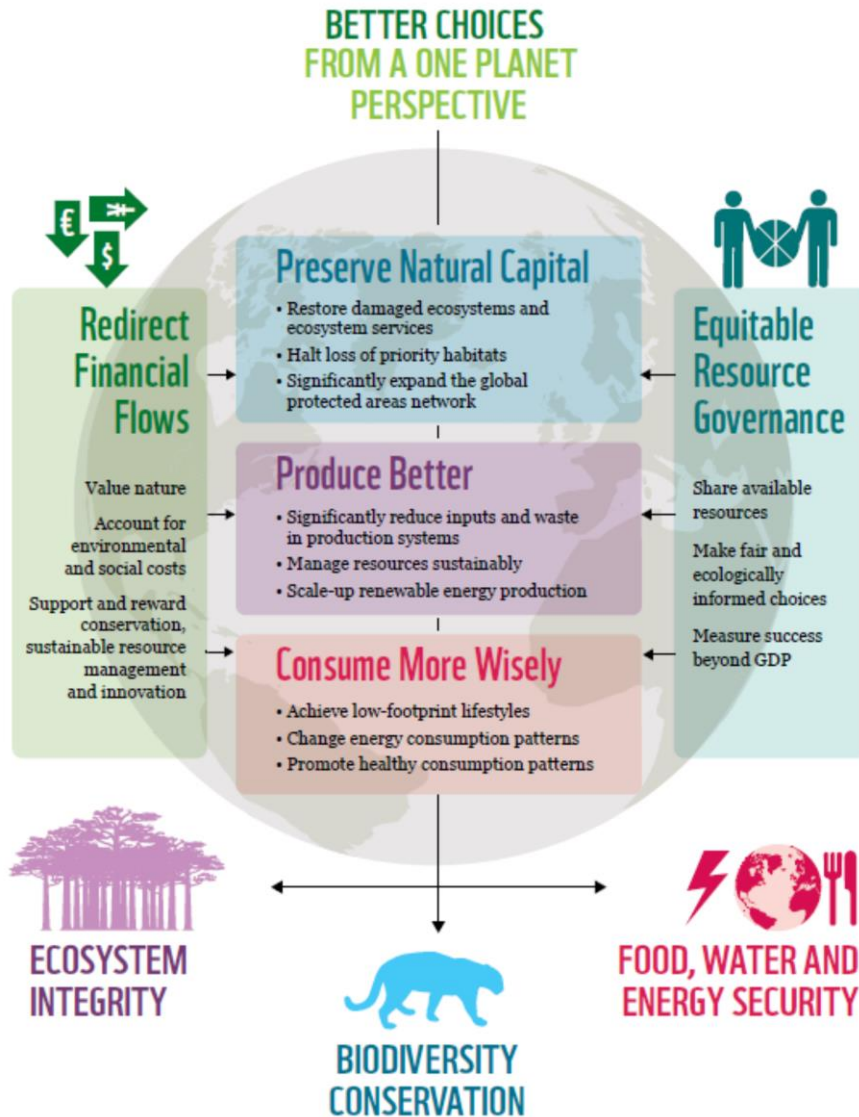 BETTER CHOICES
FROM A ONE PLANET
PERSPECTIVE
€
¥
$
Redirect
Financial
Flows
Value nature
Account for
environmental
and social costs
Support and reward
conservation,
sustainable resource
management
and innovation
Preserve Natural Capital
• Restore damaged ecosystems and
ecosystem services
• Halt loss of priority habitats
• Significantly expand the global
protected areas network
Produce Better
• Significantly reduce inputs and waste
in production systems
• Manage resources sustainably
• Scale-up renewable energy production
Consume More Wisely
• Achieve low-footprint lifestyles
• Change energy consumption patterns
• Promote healthy consumption patterns
Equitable
Resource
Governance
Share available
resources
Make fair and
ecologically
informed choices
Measure success
beyond GDP
ECOSYSTEM
INTEGRITY
BIODIVERSITY
CONSERVATION
FOOD, WATER AND
ENERGY SECURITY